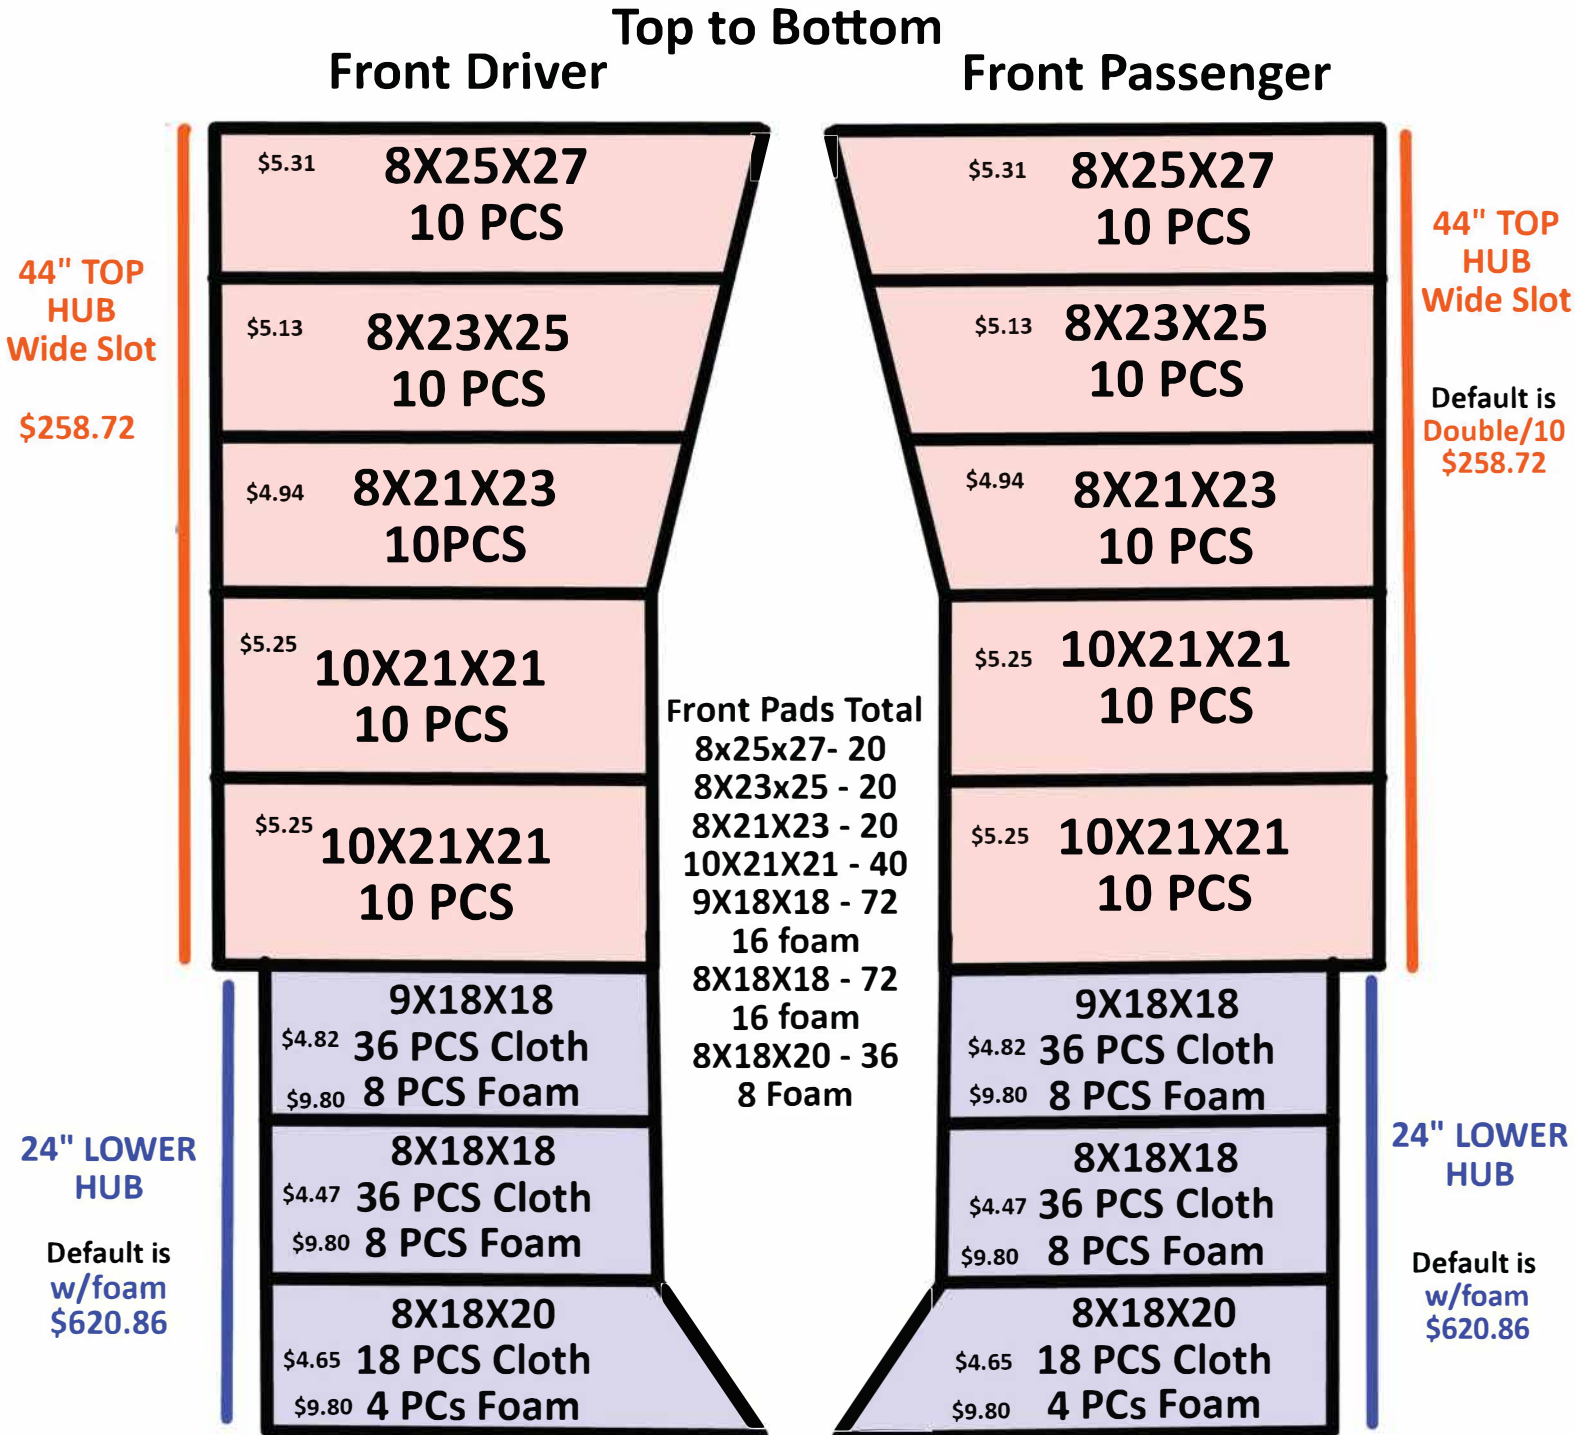 Top to Bottom
Front Driver
Front Passenger
44" TOP
HUB
Wide Slot
$258.72
$5.31
8X25X27
10 PCS
$5.13
8X23X25
10 PCS
$4.94
8X21X23
10PCS
$5.25
10X21X21
10 PCS
$5.25
10X21X21
10 PCS
24" LOWER
HUB
Default is
w/foam
$620.86
9X18X18
$4.82 36 PCS Cloth
$9.80 8 PCS Foam
8X18X18
$4.47 36 PCS Cloth
$9.80 8 PCS Foam
8X18X20
$4.65 18 PCS Cloth
$9.80 4 PCs Foam
Front Pads Total
8x25x27- 20
8X23x25 - 20
8X21X23 - 20
10X21X21 - 40
9X18X18 - 72
16 foam
8X18X18 - 72
16 foam
8X18X20 - 36
8 Foam
$5.31
8X25X27
10 PCS
$5.13
8X23X25
10 PCS
$4.94
8X21X23
10 PCS
$5.25
10X21X21
10 PCS
$5.25
10X21X21
10 PCS
9X18X18
$4.82 36 PCS Cloth
$9.80 8 PCS Foam
8X18X18
$4.47 36 PCS Cloth
$9.80 8 PCS Foam
8X18X20
$4.65 18 PCS Cloth
$9.80 4 PCs Foam
44" TOP
HUB
Wide Slot
Default is
Double/10
$258.72
24" LOWER
HUB
Default is
w/foam
$620.86